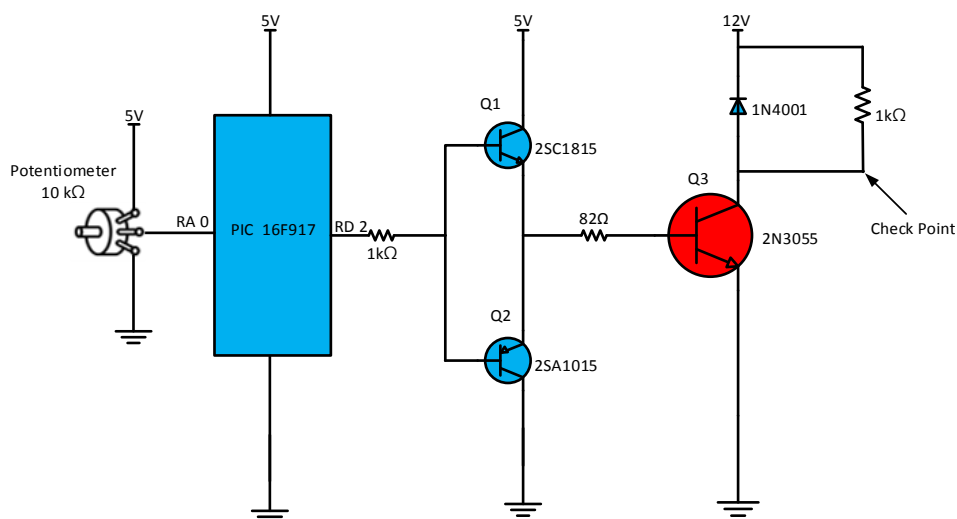 5V
5V
12V
Q1
1N4001
1kΩ
5V
2SC1815
Potentiometer
10 kΩ
Q3
RA 0
PIC 16F917
RD 2
82Ω
Check Point
1kΩ
2N3055
Q2
2SA1015